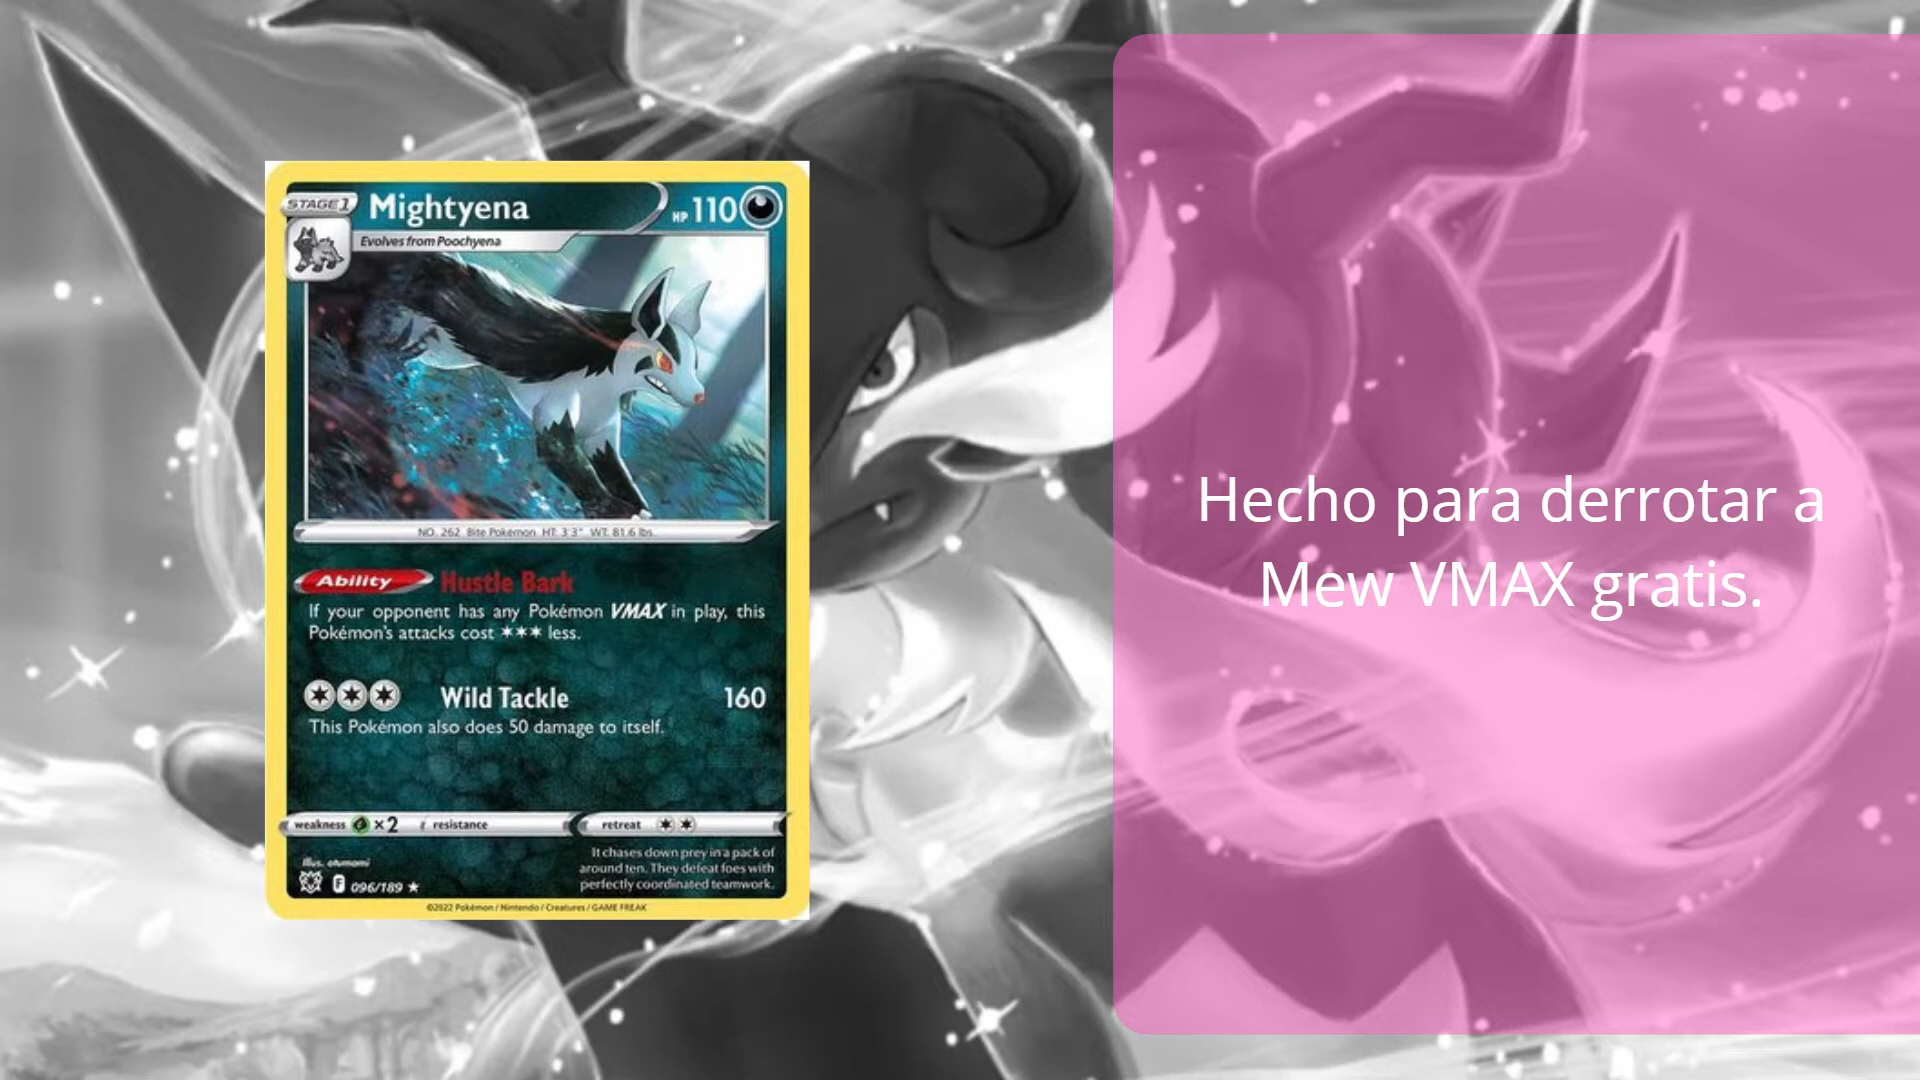 STAGE 1 Mightyena HP 110
Evolves from Poochyena
NO. 262 Bite Pokémon HT: 3'3" WT: 81.6 lbs.
Ability Hustle Bark
If your opponent has any Pokémon VMAX in play, this
Pokémon's attacks cost ✶✶✶ less.
Wild Tackle 160
This Pokémon also does 50 damage to itself.
weakness ×2 resistance retreat
It chases down prey in a pack of
around ten. They defeat foes with
perfectly coordinated teamwork.
Illus. otumami
F 096/189 ★
©2022 Pokémon / Nintendo / Creatures / GAME FREAK
Hecho para derrotar a
Mew VMAX gratis.